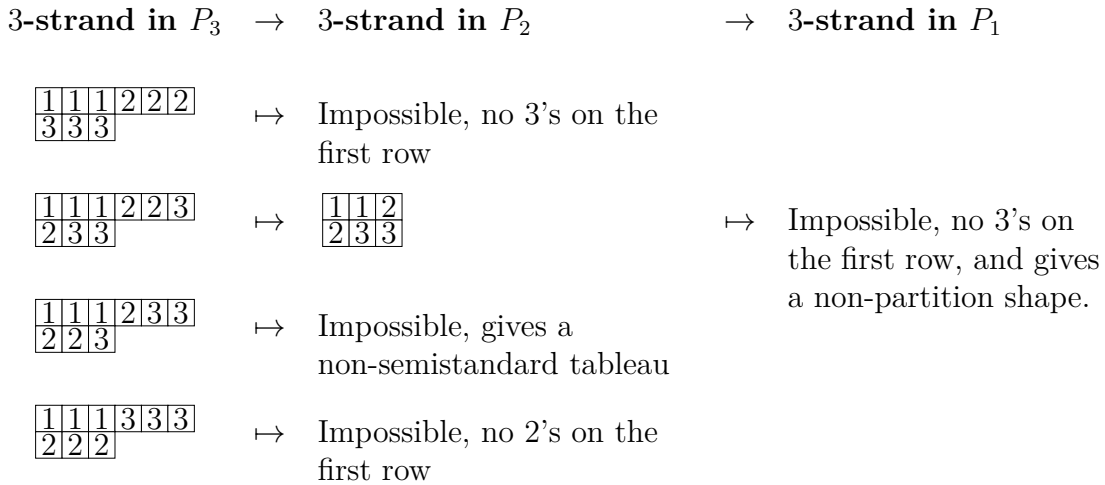 3-strand in P₃ → 3-strand in P₂ → 3-strand in P₁
1 1 1 2 2 2
3 3 3
↦ Impossible, no 3's on the
first row
1 1 1 2 2 3
2 3 3
↦
1 1 2
2 3 3
↦ Impossible, no 3's on
the first row, and gives
a non-partition shape.
1 1 1 2 3 3
2 2 3
↦ Impossible, gives a
non-semistandard tableau
1 1 1 3 3 3
2 2 2
↦ Impossible, no 2's on the
first row